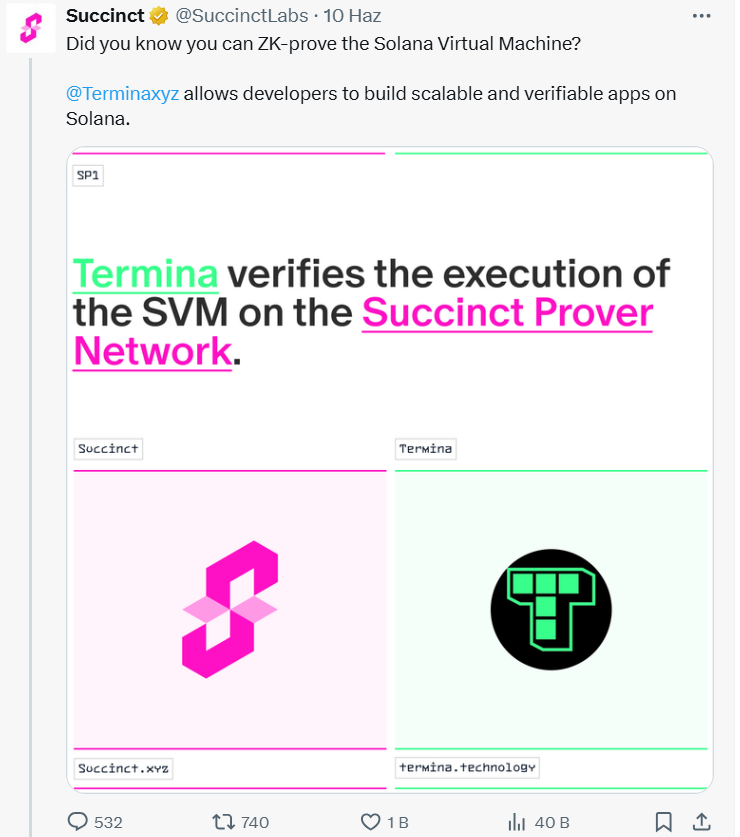 Succinct @SuccinctLabs · 10 Haz
Did you know you can ZK-prove the Solana Virtual Machine?
@Terminaxyz allows developers to build scalable and verifiable apps on
Solana.
SP1
Termina verifies the execution of
the SVM on the Succinct Prover
Network.
Succinct
Termina
Succinct.xyz
termina.technology
532
740
1 B
40 B